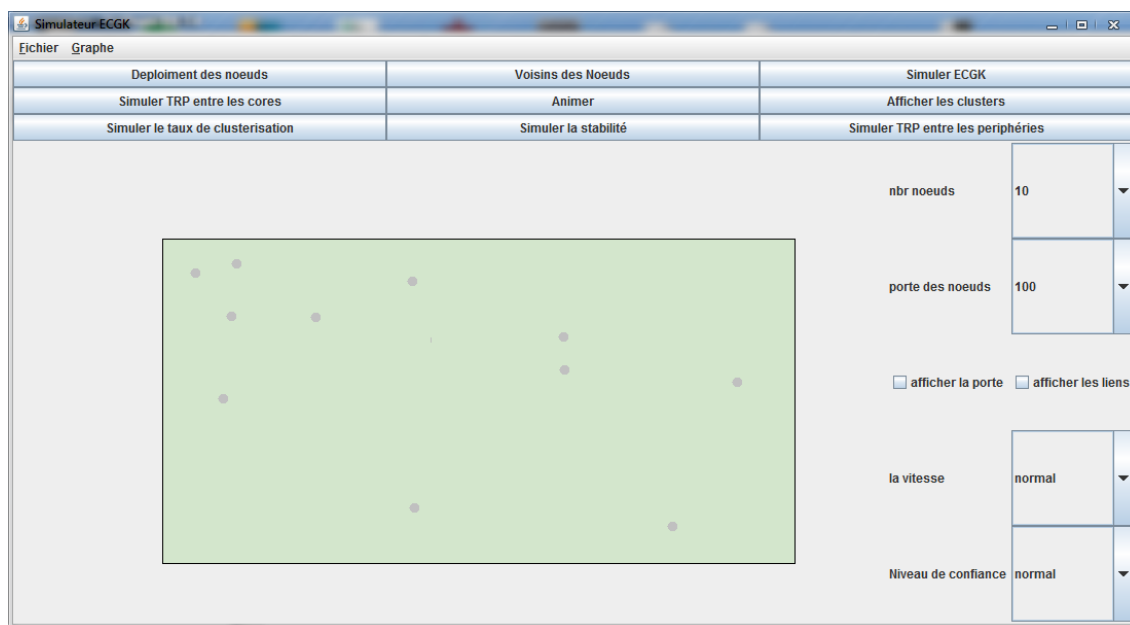 Simulateur ECGK
Fichier Graphe
Deploiment des noeuds
Voisins des Noeuds
Simuler ECGK
Simuler TRP entre les cores
Animer
Afficher les clusters
Simuler le taux de clusterisation
Simuler la stabilité
Simuler TRP entre les periphéries
nbr noeuds 10
porte des noeuds 100
afficher la porte afficher les liens
la vitesse normal
Niveau de confiance normal